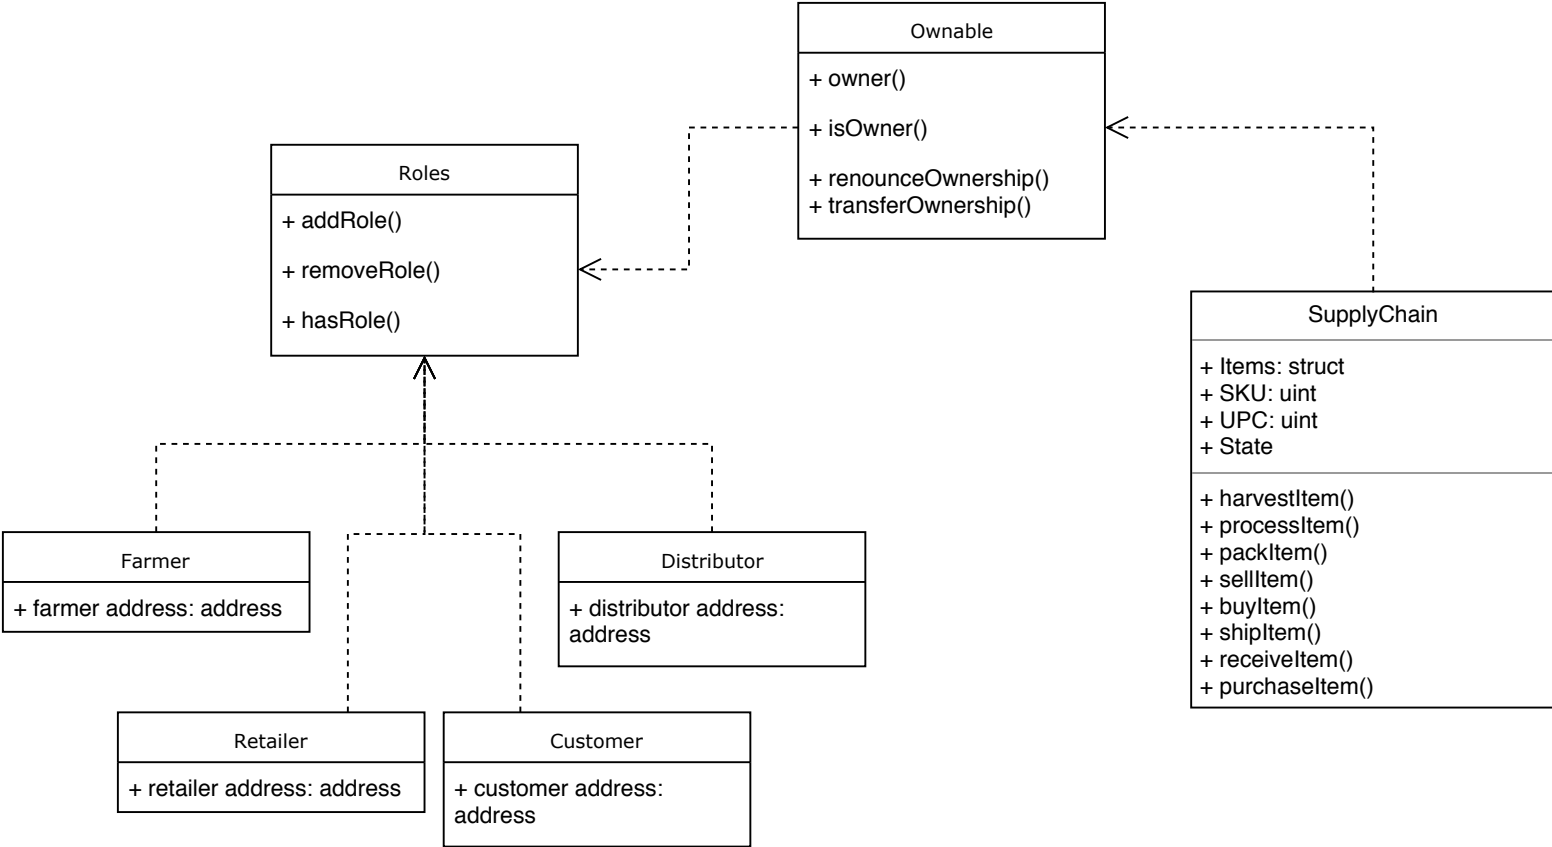 Ownable
+ owner()
+ isOwner()
+ renounceOwnership()
+ transferOwnership()
Roles
+ addRole()
+ removeRole()
+ hasRole()
SupplyChain
+ Items: struct
+ SKU: uint
+ UPC: uint
+ State
+ harvestItem()
+ processItem()
+ packItem()
+ sellItem()
+ buyItem()
+ shipItem()
+ receiveItem()
+ purchaseItem()
Farmer
+ farmer address: address
Distributor
+ distributor address:
address
Retailer
+ retailer address: address
Customer
+ customer address:
address